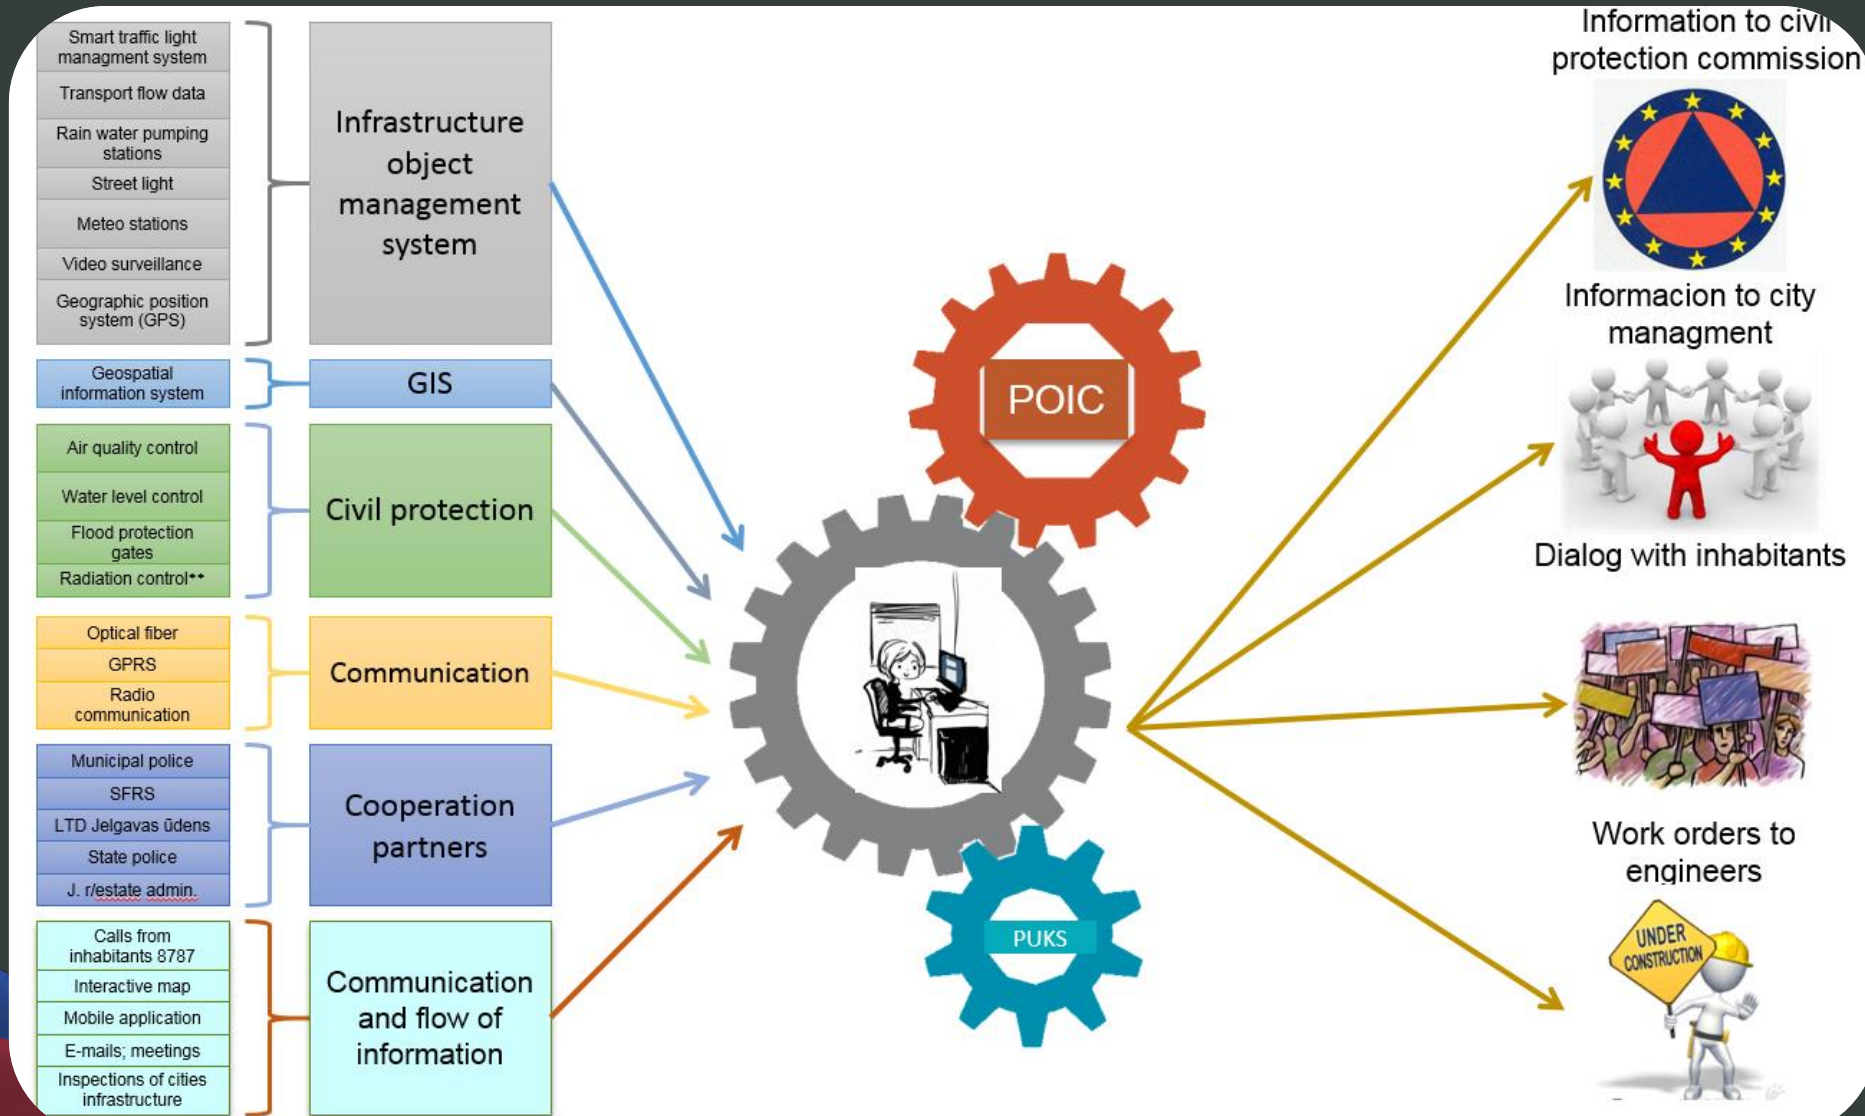 Smart traffic light
managment system
Transport flow data
Rain water pumping
stations
Street light
Meteo stations
Video surveillance
Geographic position
system (GPS)
Infrastructure
object
management
system
Geospatial
information system
GIS
Air quality control
Water level control
Flood protection
gates
Radiation control**
Civil protection
Optical fiber
GPRS
Radio
communication
Communication
Municipal police
SFRS
LTD Jelgavas ūdens
State police
J. r/estate admin.
Cooperation
partners
Calls from
inhabitants 8787
Interactive map
Mobile application
E-mails; meetings
Inspections of cities
infrastructure
Communication
and flow of
information
POIC
PUKS
Information to civil
protection commission
Informacion to city
managment
Dialog with inhabitants
Work orders to
engineers
UNDER
CONSTRUCTION